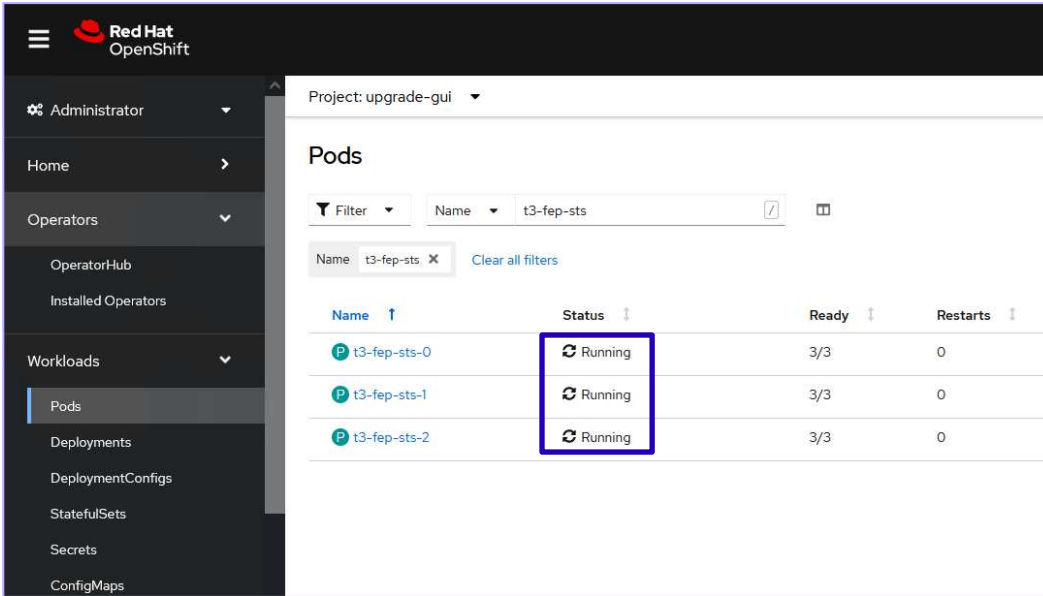 Red Hat
OpenShift
Administrator
Home
Operators
OperatorHub
Installed Operators
Workloads
Pods
Deployments
DeploymentConfigs
StatefulSets
Secrets
ConfigMaps
Project: upgrade-gui
Pods
Filter Name t3-fep-sts /
Name t3-fep-sts Clear all filters
Name Status Ready Restarts
P t3-fep-sts-0 Running 3/3 0
P t3-fep-sts-1 Running 3/3 0
P t3-fep-sts-2 Running 3/3 0